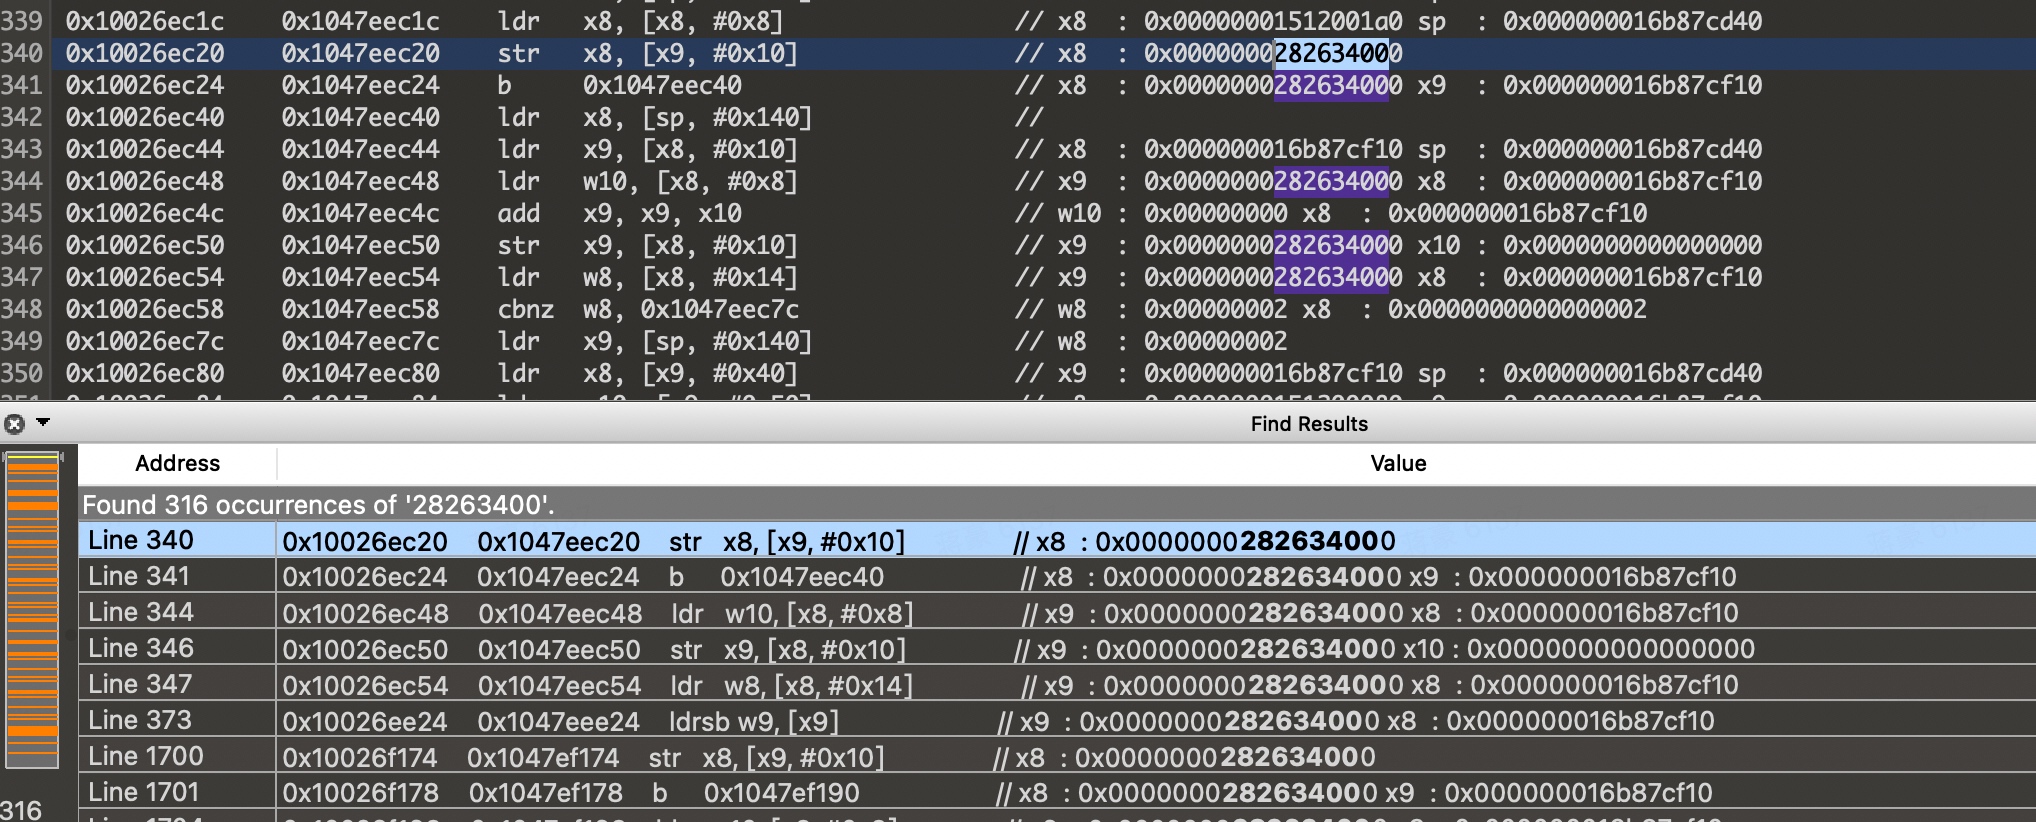 339 0x10026ec1c 0x1047eec1c ldr x8, [x8, #0x8] // x8 : 0x00000001512001a0 sp : 0x000000016b87cd40
340 0x10026ec20 0x1047eec20 str x8, [x9, #0x10] // x8 : 0x0000000282634000
341 0x10026ec24 0x1047eec24 b 0x1047eec40 // x8 : 0x0000000282634000 x9 : 0x000000016b87cf10
342 0x10026ec40 0x1047eec40 ldr x8, [sp, #0x140] //
343 0x10026ec44 0x1047eec44 ldr x9, [x8, #0x10] // x8 : 0x000000016b87cf10 sp : 0x000000016b87cd40
344 0x10026ec48 0x1047eec48 ldr w10, [x8, #0x8] // x9 : 0x0000000282634000 x8 : 0x000000016b87cf10
345 0x10026ec4c 0x1047eec4c add x9, x9, x10 // w10 : 0x00000000 x8 : 0x000000016b87cf10
346 0x10026ec50 0x1047eec50 str x9, [x8, #0x10] // x9 : 0x0000000282634000 x10 : 0x0000000000000000
347 0x10026ec54 0x1047eec54 ldr w8, [x8, #0x14] // x9 : 0x0000000282634000 x8 : 0x000000016b87cf10
348 0x10026ec58 0x1047eec58 cbnz w8, 0x1047eec7c // w8 : 0x00000002 x8 : 0x0000000000000002
349 0x10026ec7c 0x1047eec7c ldr x9, [sp, #0x140] // w8 : 0x00000002
350 0x10026ec80 0x1047eec80 ldr x8, [x9, #0x40] // x9 : 0x000000016b87cf10 sp : 0x000000016b87cd40
Find Results
Address Value
Found 316 occurrences of '28263400'.
Line 340 0x10026ec20 0x1047eec20 str x8, [x9, #0x10] // x8 : 0x0000000282634000
Line 341 0x10026ec24 0x1047eec24 b 0x1047eec40 // x8 : 0x0000000282634000 x9 : 0x000000016b87cf10
Line 344 0x10026ec48 0x1047eec48 ldr w10, [x8, #0x8] // x9 : 0x0000000282634000 x8 : 0x000000016b87cf10
Line 346 0x10026ec50 0x1047eec50 str x9, [x8, #0x10] // x9 : 0x0000000282634000 x10 : 0x0000000000000000
Line 347 0x10026ec54 0x1047eec54 ldr w8, [x8, #0x14] // x9 : 0x0000000282634000 x8 : 0x000000016b87cf10
Line 373 0x10026ee24 0x1047eee24 ldrsb w9, [x9] // x9 : 0x0000000282634000 x8 : 0x000000016b87cf10
Line 1700 0x10026f174 0x1047ef174 str x8, [x9, #0x10] // x8 : 0x0000000282634000
Line 1701 0x10026f178 0x1047ef178 b 0x1047ef190 // x8 : 0x0000000282634000 x9 : 0x000000016b87cf10
316